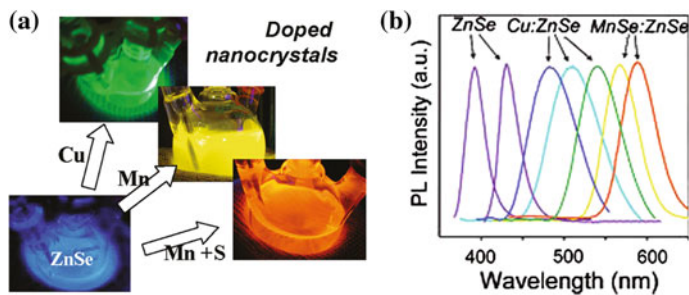 (a)
Doped
nanocrystals
Cu
Mn
ZnSe
Mn +S
(b)
ZnSe Cu:ZnSe MnSe:ZnSe
PL Intensity (a.u.)
400 500 600
Wavelength (nm)